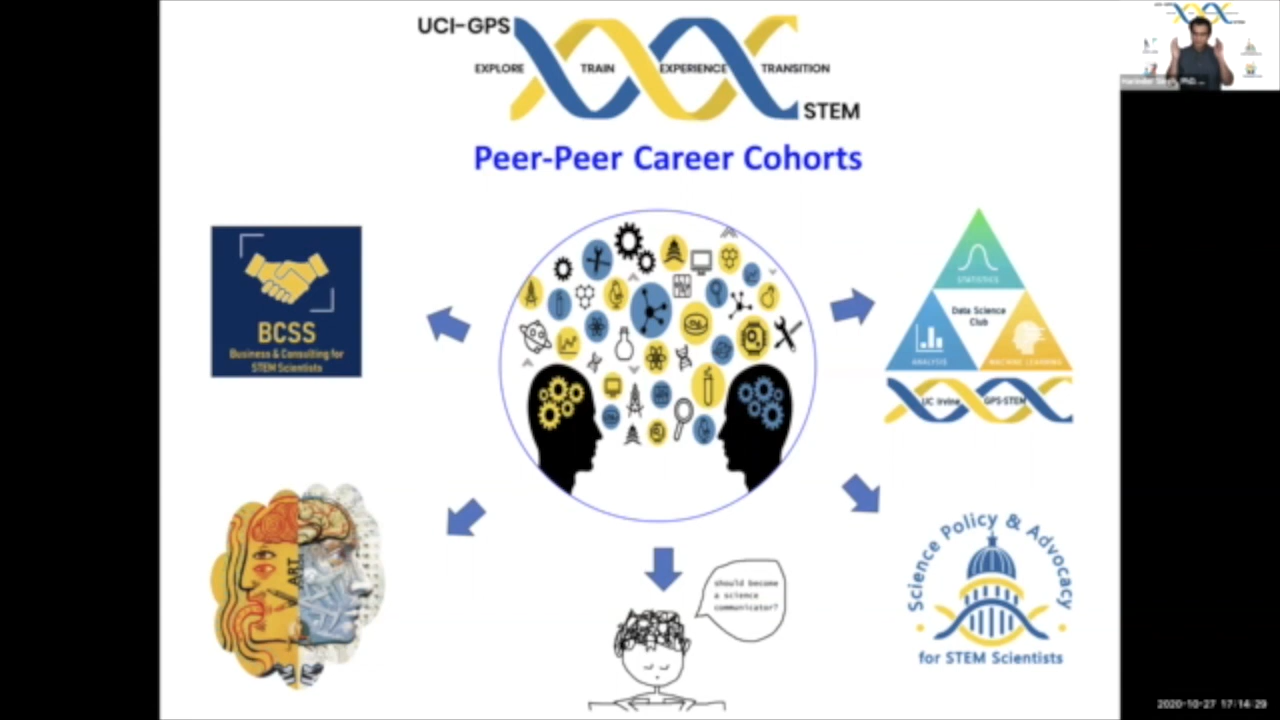 UCI-GPS
EXPLORE TRAIN EXPERIENCE TRANSITION
STEM
Peer-Peer Career Cohorts
BCSS
Business & Consulting for
STEM Scientists
STATISTICS
Data Science
Club
ANALYSIS
MACHINE LEARNING
UC Irvine GPS-STEM
ART
should become
a science
communicator?
Science Policy & Advocacy
for STEM Scientists
2020-10-27 17:14:29